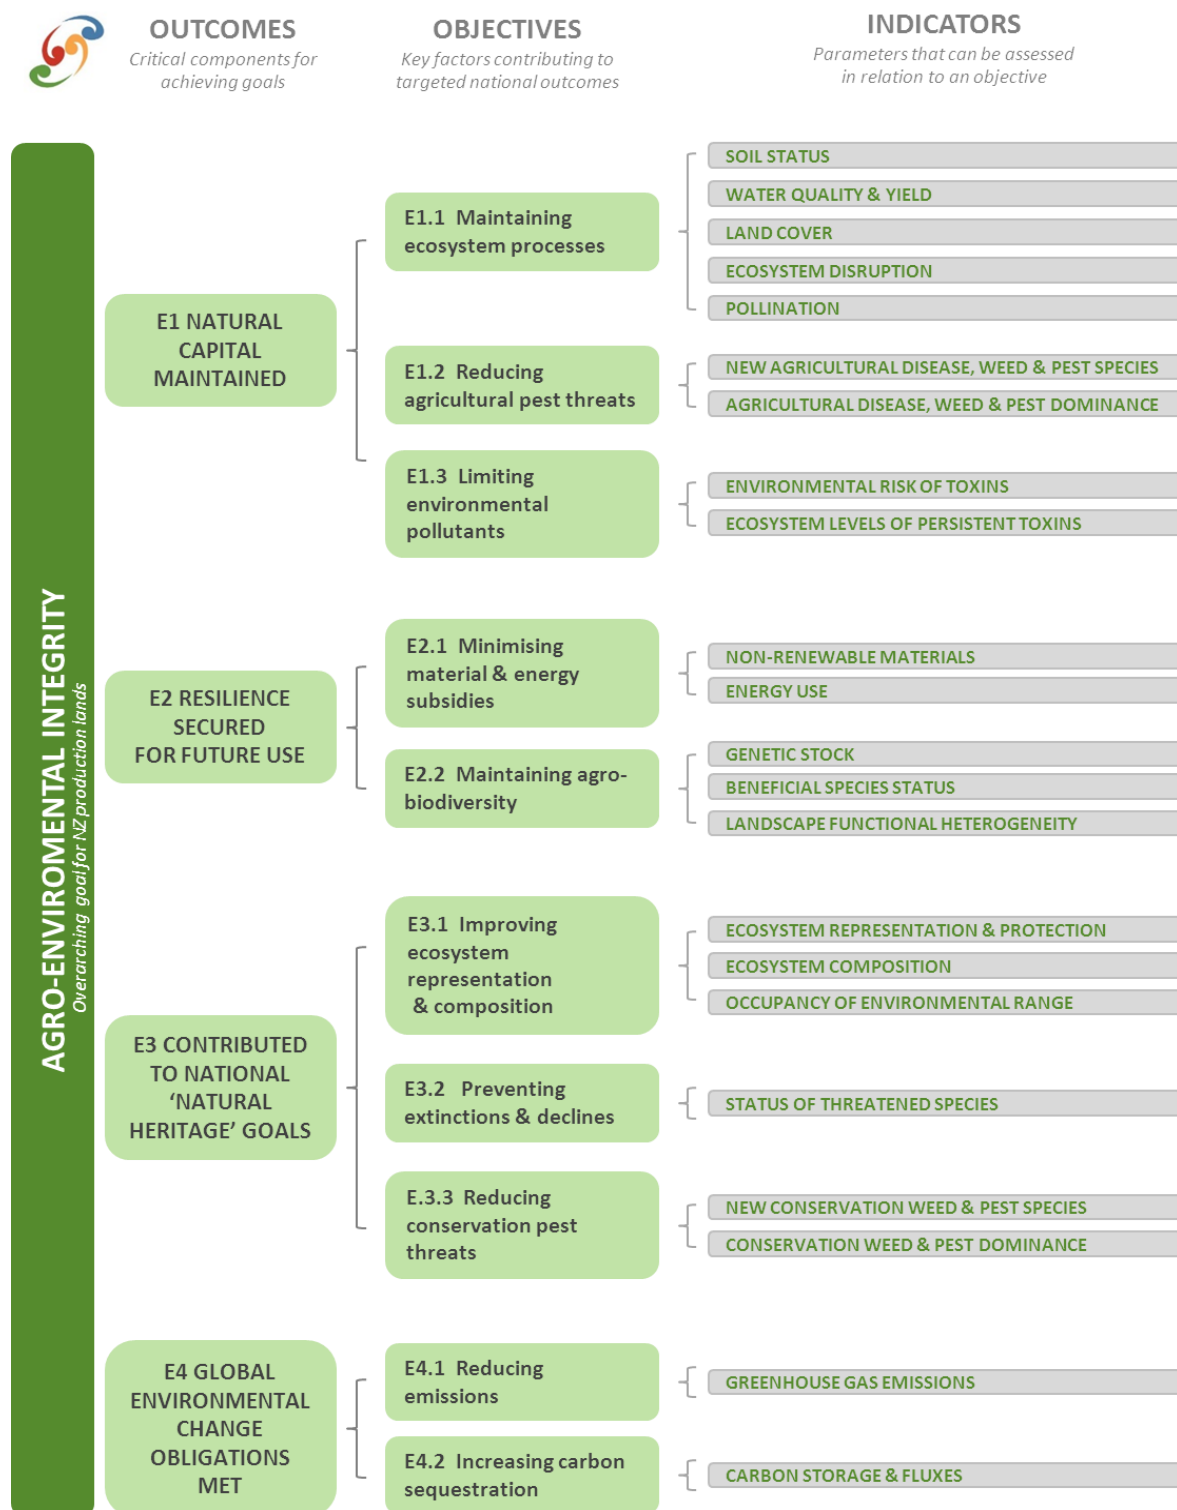 OUTCOMES
Critical components for
achieving goals
OBJECTIVES
Key factors contributing to
targeted national outcomes
INDICATORS
Parameters that can be assessed
in relation to an objective
AGRO-ENVIROMENTAL INTEGRITY
Overarching goal for NZ production lands
E1 NATURAL
CAPITAL
MAINTAINED
E1.1 Maintaining
ecosystem processes
SOIL STATUS
WATER QUALITY & YIELD
LAND COVER
ECOSYSTEM DISRUPTION
POLLINATION
E1.2 Reducing
agricultural pest threats
NEW AGRICULTURAL DISEASE, WEED & PEST SPECIES
AGRICULTURAL DISEASE, WEED & PEST DOMINANCE
E1.3 Limiting
environmental
pollutants
ENVIRONMENTAL RISK OF TOXINS
ECOSYSTEM LEVELS OF PERSISTENT TOXINS
E2 RESILIENCE
SECURED
FOR FUTURE USE
E2.1 Minimising
material & energy
subsidies
NON-RENEWABLE MATERIALS
ENERGY USE
E2.2 Maintaining agro-
biodiversity
GENETIC STOCK
BENEFICIAL SPECIES STATUS
LANDSCAPE FUNCTIONAL HETEROGENEITY
E3 CONTRIBUTED
TO NATIONAL
‘NATURAL
HERITAGE’ GOALS
E3.1 Improving
ecosystem
representation
& composition
ECOSYSTEM REPRESENTATION & PROTECTION
ECOSYSTEM COMPOSITION
OCCUPANCY OF ENVIRONMENTAL RANGE
E3.2 Preventing
extinctions & declines
STATUS OF THREATENED SPECIES
E.3.3 Reducing
conservation pest
threats
NEW CONSERVATION WEED & PEST SPECIES
CONSERVATION WEED & PEST DOMINANCE
E4 GLOBAL
ENVIRONMENTAL
CHANGE
OBLIGATIONS
MET
E4.1 Reducing
emissions
GREENHOUSE GAS EMISSIONS
E4.2 Increasing carbon
sequestration
CARBON STORAGE & FLUXES